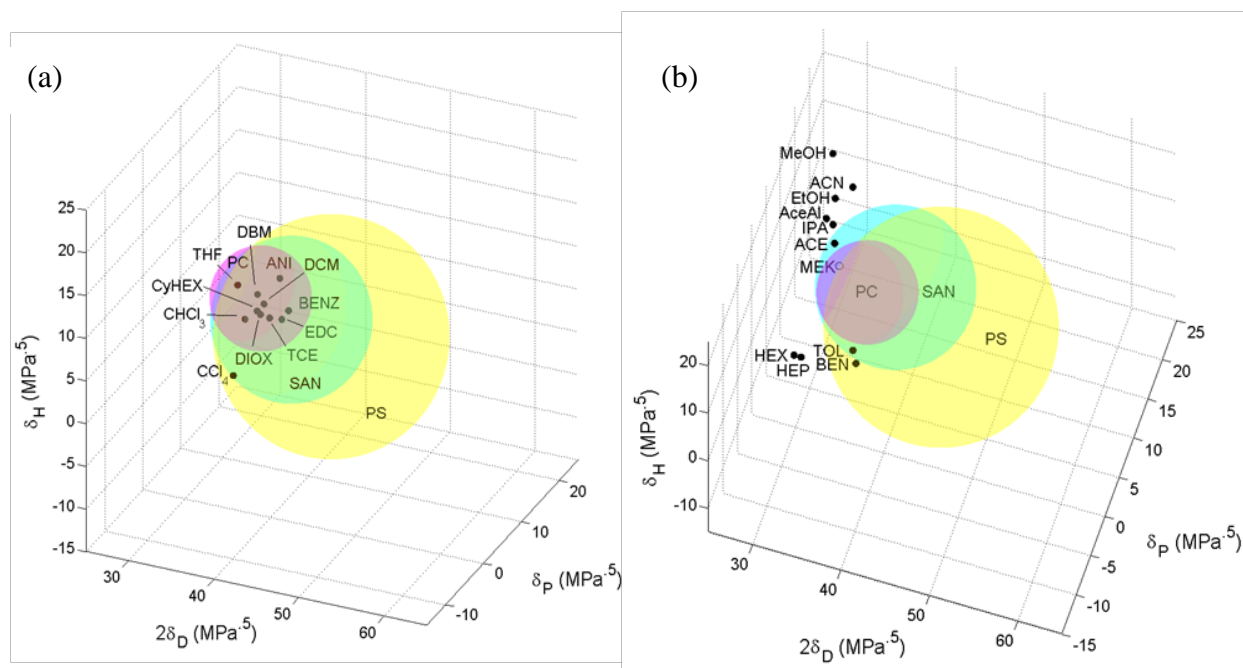 (a)
25
20
15
10
5
0
-5
-10
-15
δH (MPa.5)
30
40
50
60
2δD (MPa.5)
-10
0
10
20
δP (MPa.5)
DBM
THF
PC
ANI
DCM
CyHEX
BENZ
CHCl3
EDC
DIOX
TCE
CCl4
SAN
PS
(b)
MeOH
ACN
EtOH
AceAl
IPA
ACE
MEK
PC
SAN
PS
HEX
TOL
HEP
BEN
20
10
0
-10
δH (MPa.5)
30
40
50
60
2δD (MPa.5)
25
20
15
10
5
0
-5
-10
-15
δP (MPa.5)